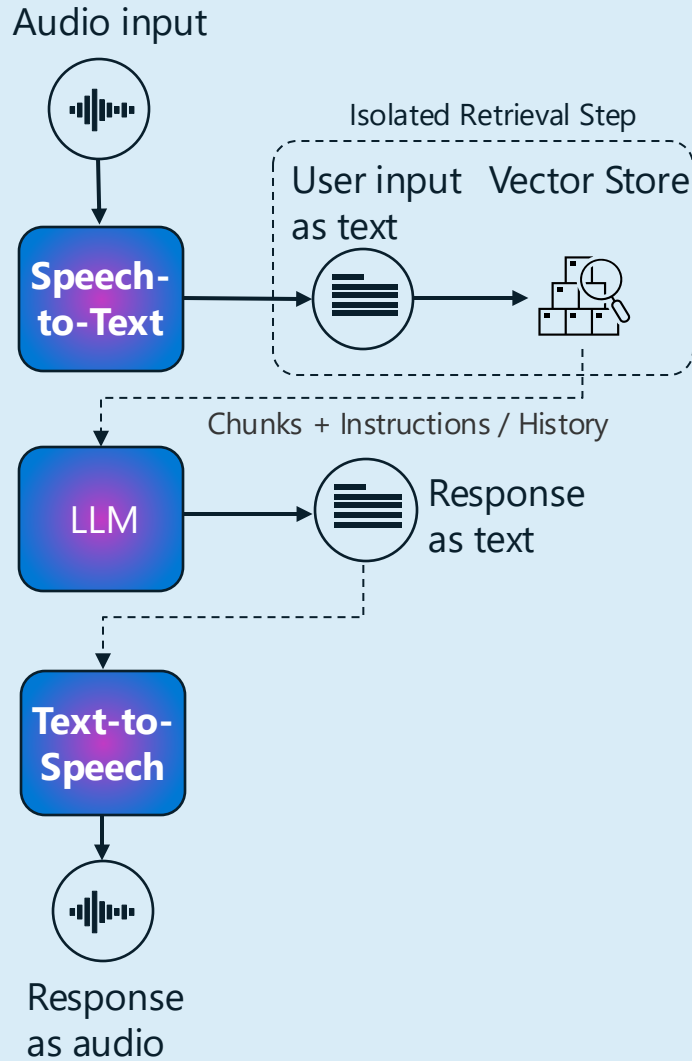 Audio input
Isolated Retrieval Step
User input
as text
Vector Store
Speech-
to-Text
Chunks + Instructions / History
LLM
Response
as text
Text-to-
Speech
Response
as audio